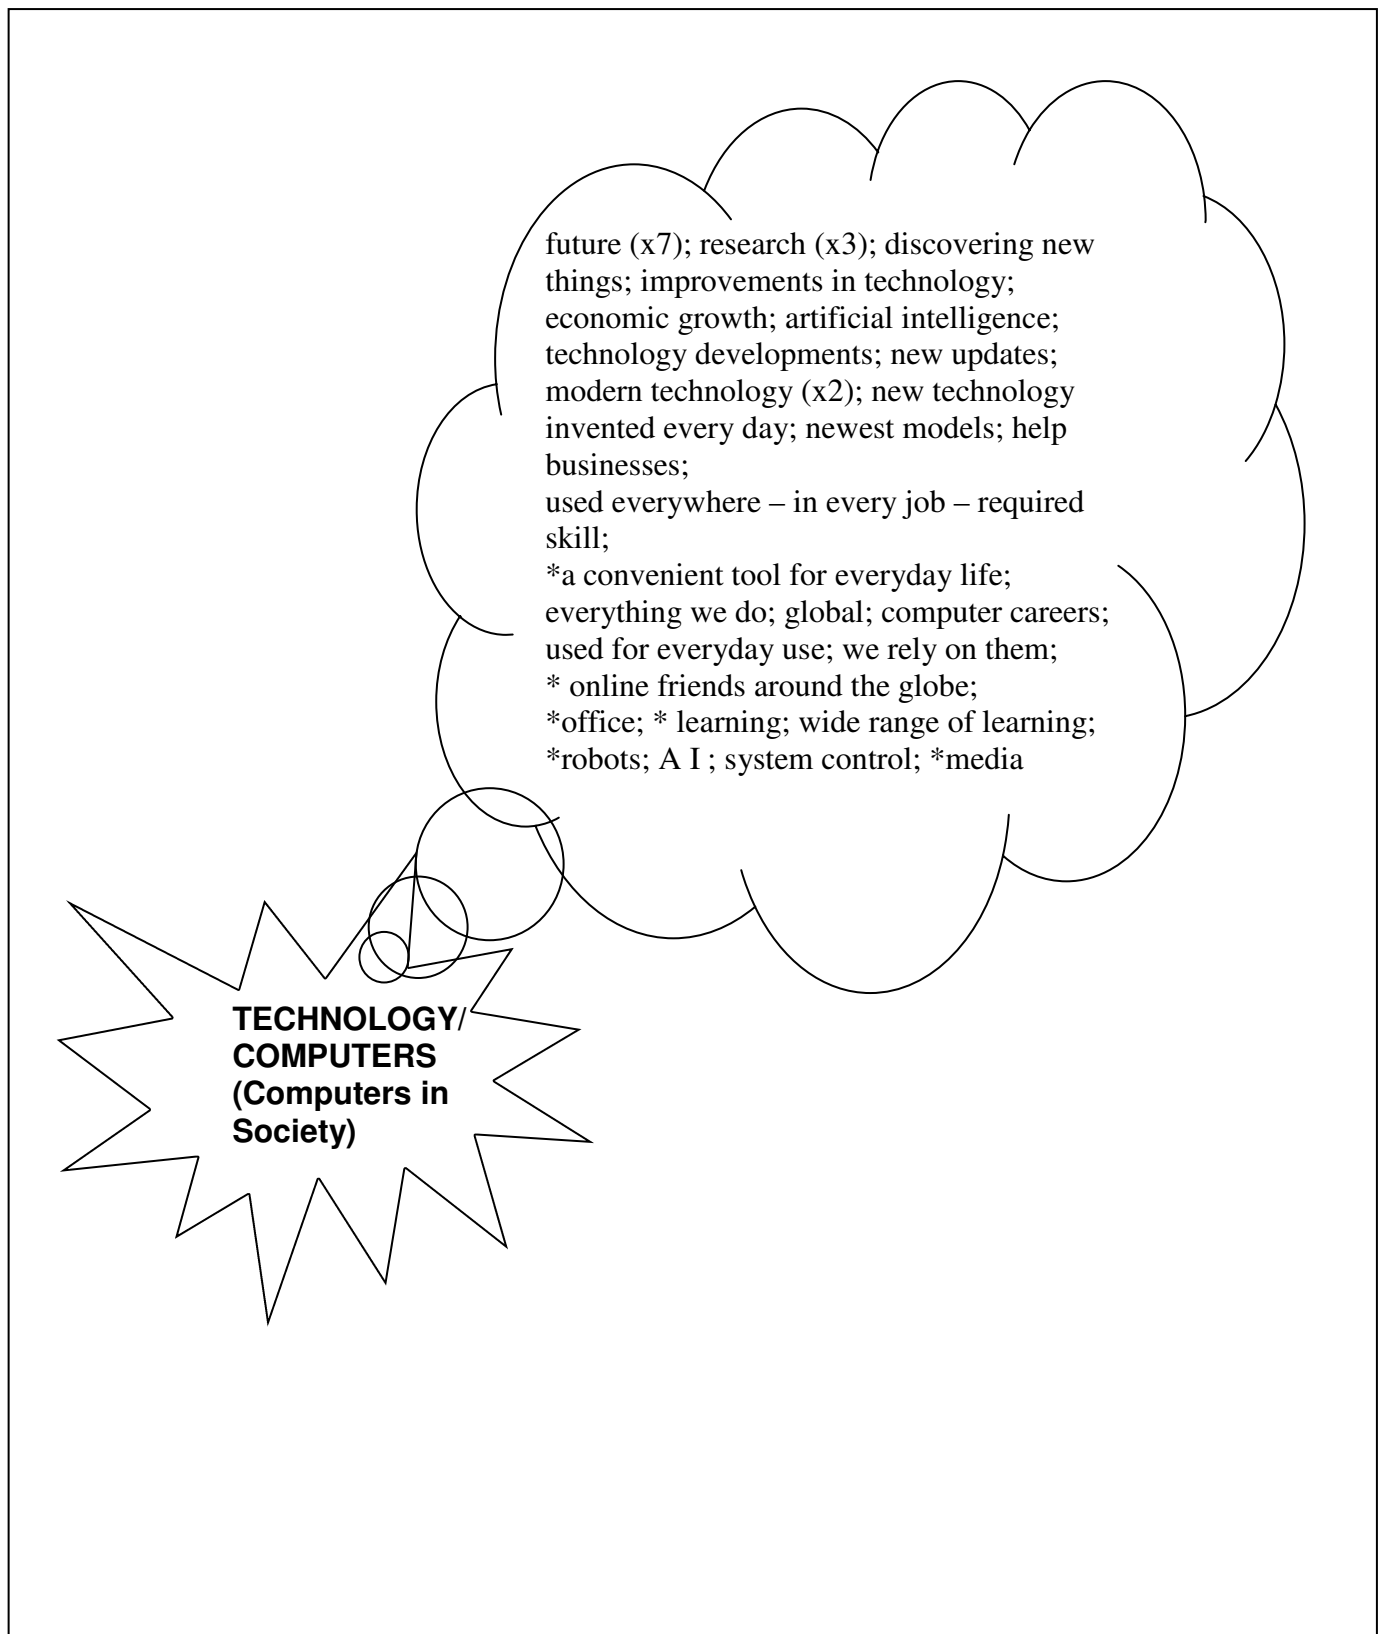 future (x7); research (x3); discovering new
things; improvements in technology;
economic growth; artificial intelligence;
technology developments; new updates;
modern technology (x2); new technology
invented every day; newest models; help
businesses;
used everywhere – in every job – required
skill;
*a convenient tool for everyday life;
everything we do; global; computer careers;
used for everyday use; we rely on them;
* online friends around the globe;
*office; * learning; wide range of learning;
*robots; A I ; system control; *media
TECHNOLOGY/
COMPUTERS
(Computers in
Society)